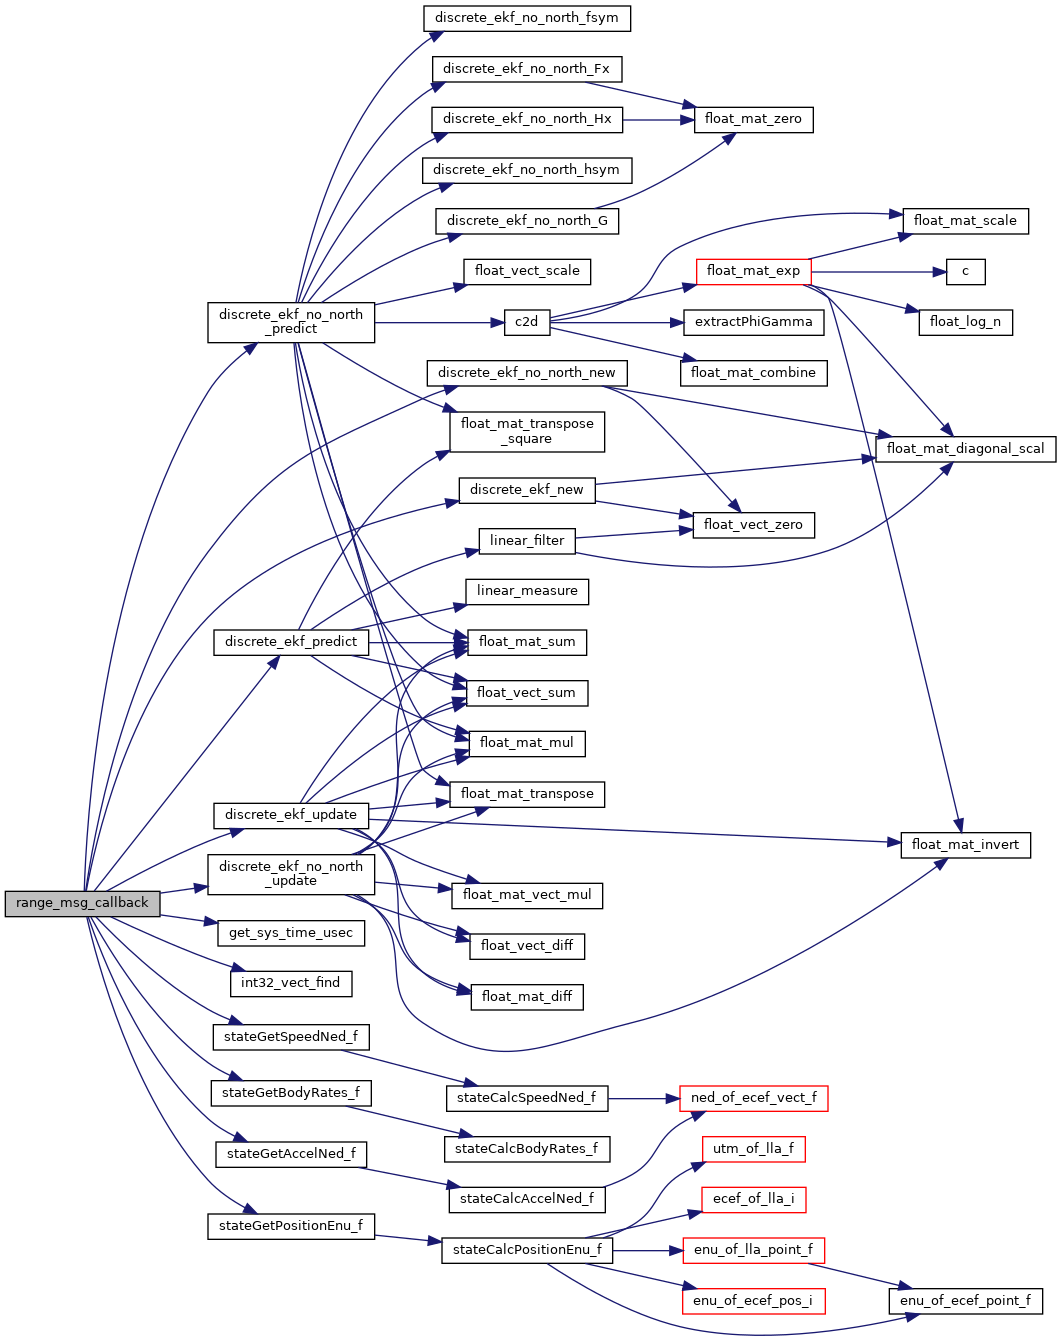 discrete_ekf_no_north_fsym
discrete_ekf_no_north_Fx
discrete_ekf_no_north_Hx
float_mat_zero
discrete_ekf_no_north_hsym
discrete_ekf_no_north_G
float_mat_scale
float_vect_scale
float_mat_exp
c
discrete_ekf_no_north
_predict
c2d
extractPhiGamma
float_log_n
discrete_ekf_no_north_new
float_mat_combine
float_mat_transpose
_square
float_mat_diagonal_scal
discrete_ekf_new
float_vect_zero
linear_filter
linear_measure
discrete_ekf_predict
float_mat_sum
float_vect_sum
float_mat_mul
float_mat_transpose
discrete_ekf_update
float_mat_invert
discrete_ekf_no_north
_update
float_mat_vect_mul
range_msg_callback
get_sys_time_usec
float_vect_diff
int32_vect_find
float_mat_diff
stateGetSpeedNed_f
stateGetBodyRates_f
stateCalcSpeedNed_f
ned_of_ecef_vect_f
stateGetAccelNed_f
stateCalcBodyRates_f
utm_of_lla_f
stateCalcAccelNed_f
ecef_of_lla_i
stateGetPositionEnu_f
stateCalcPositionEnu_f
enu_of_lla_point_f
enu_of_ecef_pos_i
enu_of_ecef_point_f